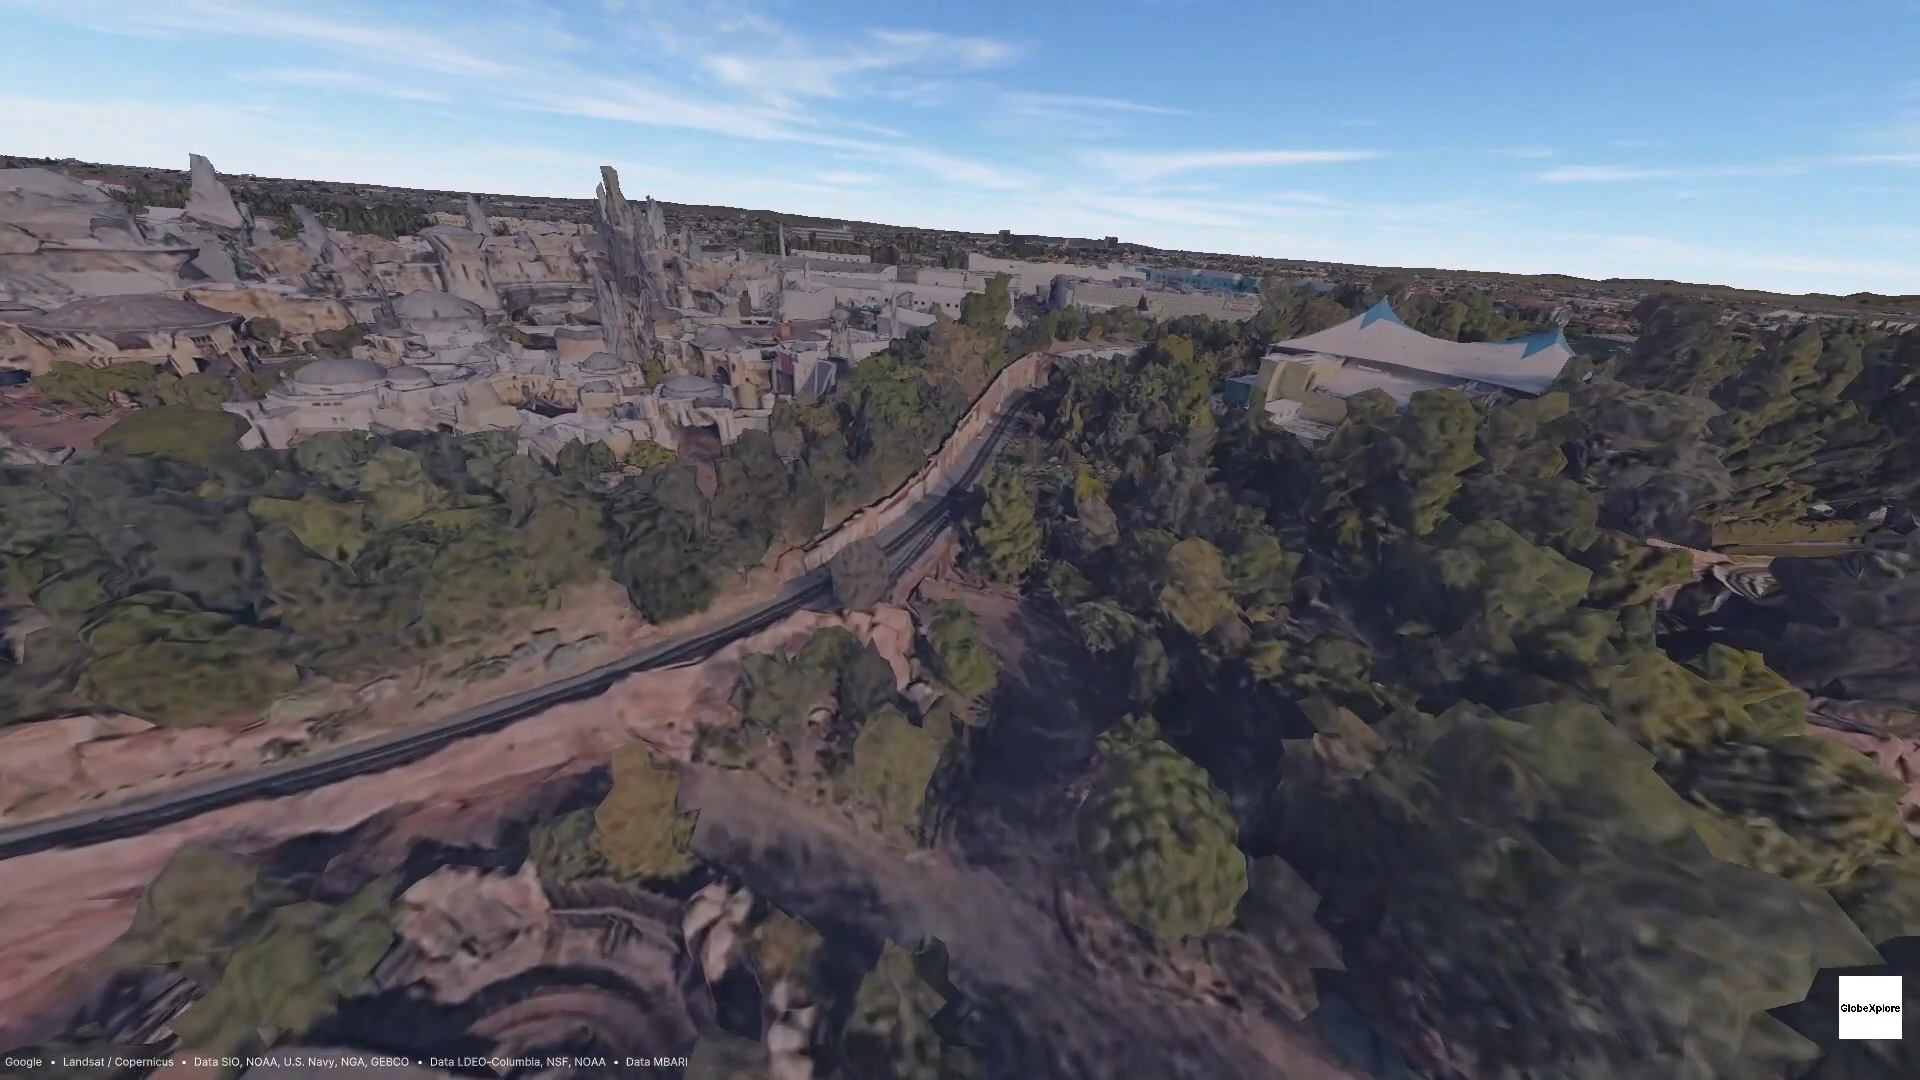 GlobeXplore
Google • Landsat / Copernicus • Data SIO, NOAA, U.S. Navy, NGA, GEBCO • Data LDEO-Columbia, NSF, NOAA • Data MBARI